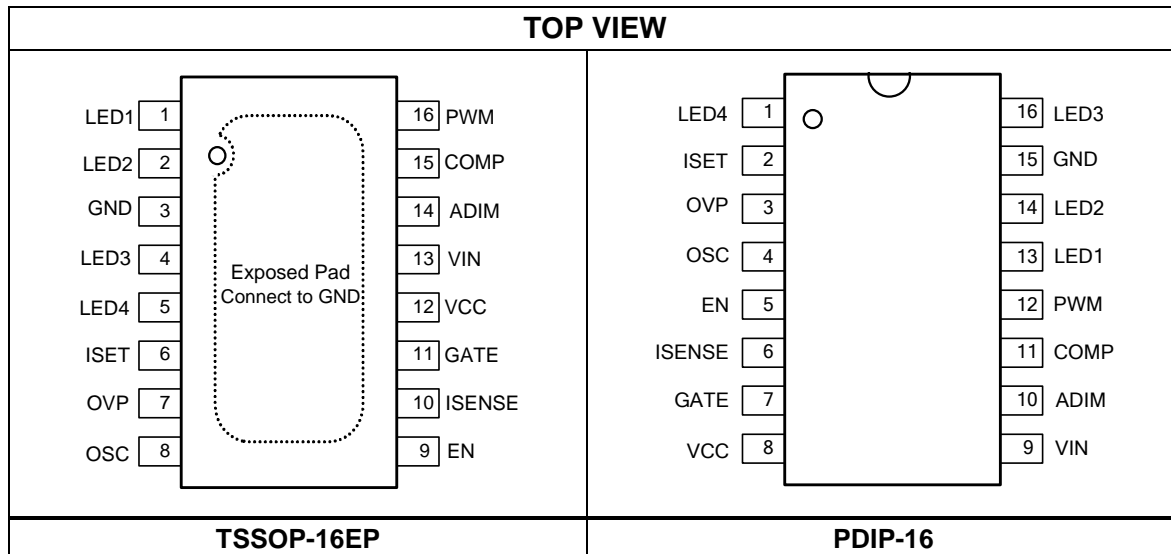 TOP VIEW
LED1 1 16 PWM
LED2 2 15 COMP
GND 3 14 ADIM
LED3 4 13 VIN
LED4 5 12 VCC
ISET 6 11 GATE
OVP 7 10 ISENSE
OSC 8 9 EN
Exposed Pad
Connect to GND
LED4 1 16 LED3
ISET 2 15 GND
OVP 3 14 LED2
OSC 4 13 LED1
EN 5 12 PWM
ISENSE 6 11 COMP
GATE 7 10 ADIM
VCC 8 9 VIN
TSSOP-16EP
PDIP-16